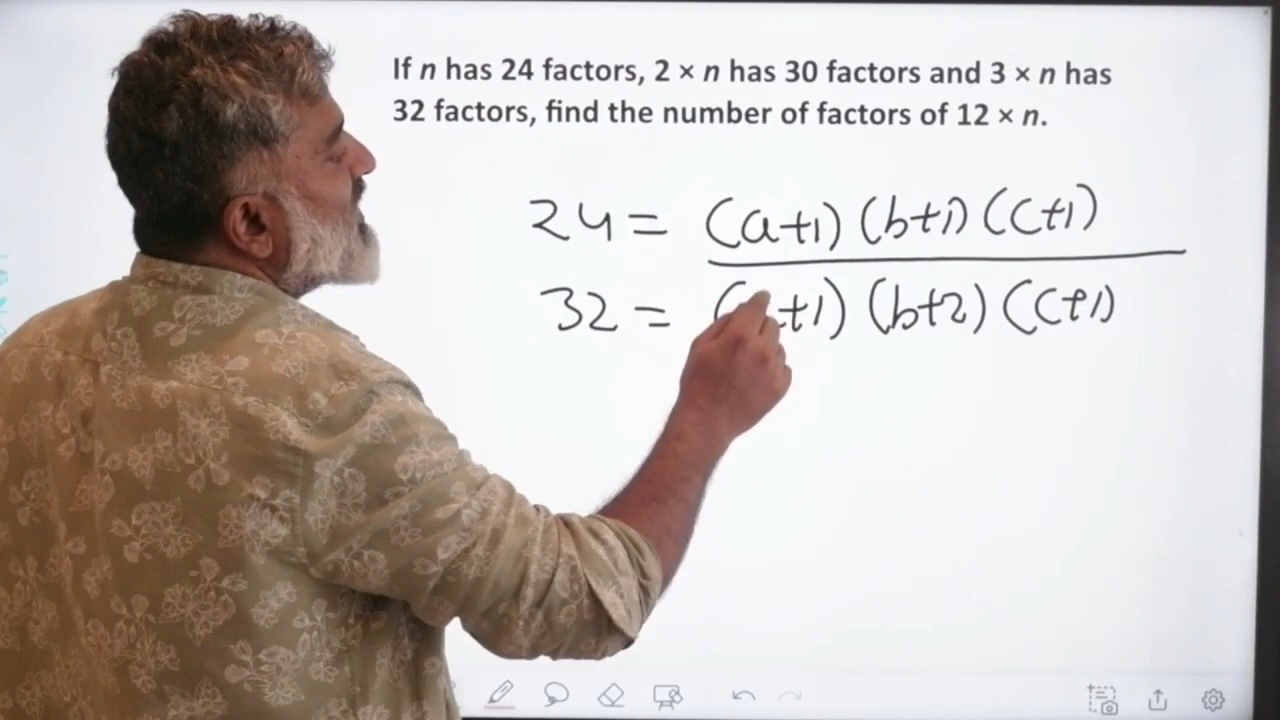 If n has 24 factors, 2 × n has 30 factors and 3 × n has
32 factors, find the number of factors of 12 × n.
24 = (a+1) (b+1) (c+1)
32 = (a+1) (b+2) (c+1)